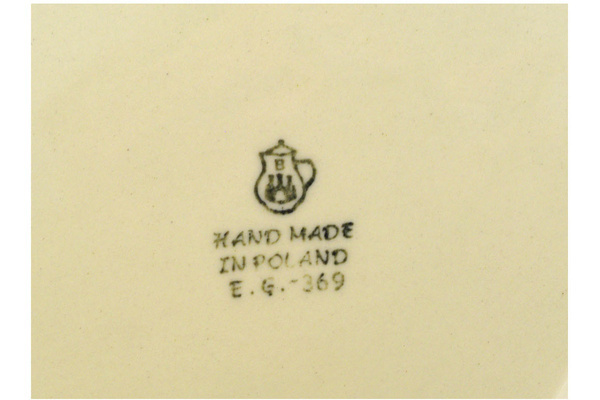 B
HAND MADE
IN POLAND
E.G.-369